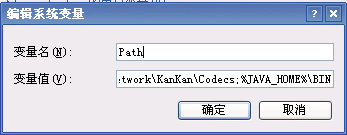 编辑系统变量
变量名(N):
Path
变量值(V):
twork\KanKan\Codecs;%JAVA_HOME%\BIN
确定
取消